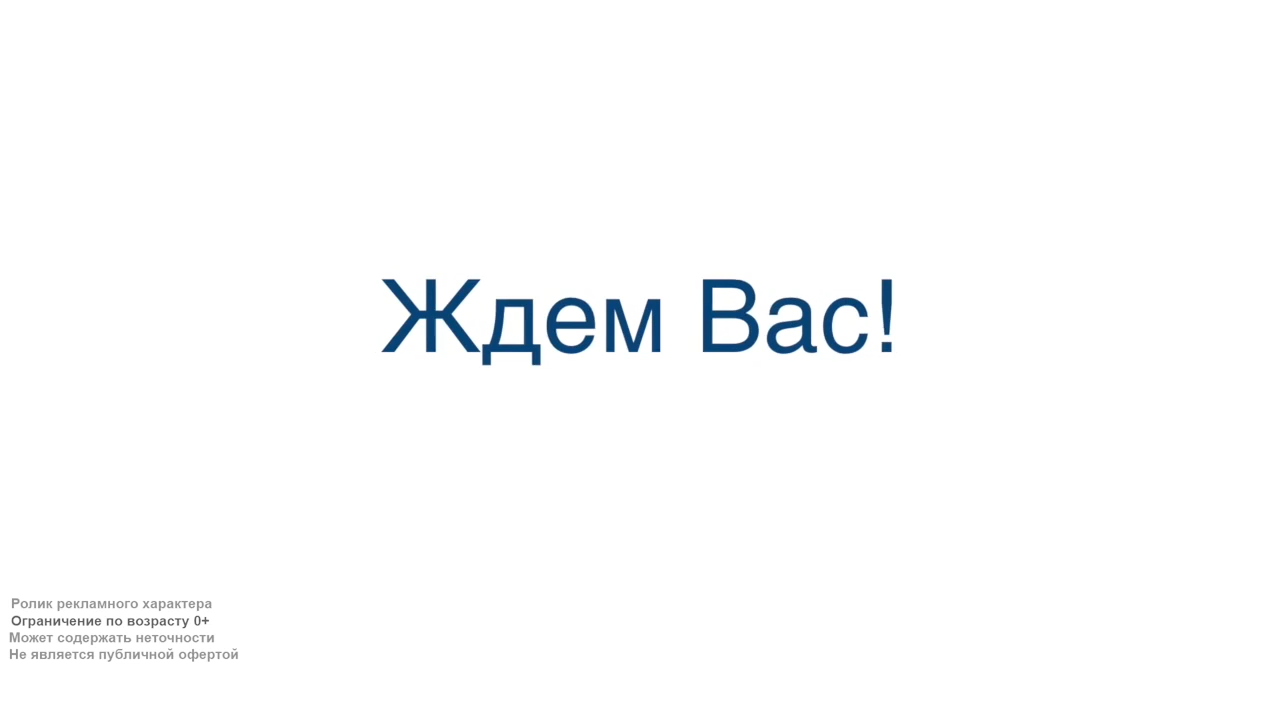 Ждем Вас!
Ролик рекламного характера
Ограничение по возрасту 0+
Может содержать неточности
Не является публичной офертой